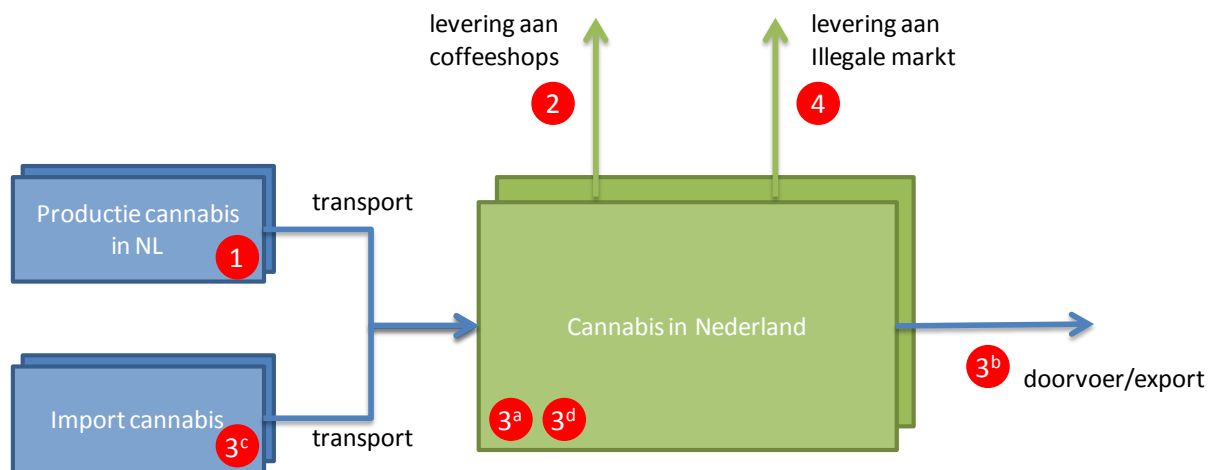 levering aan
coffeeshops
2
levering aan
Illegale markt
4
Productie cannabis
in NL
1
transport
Cannabis in Nederland
3ᵃ
3ᵈ
3ᵇ
doorvoer/export
Import cannabis
3ᶜ
transport